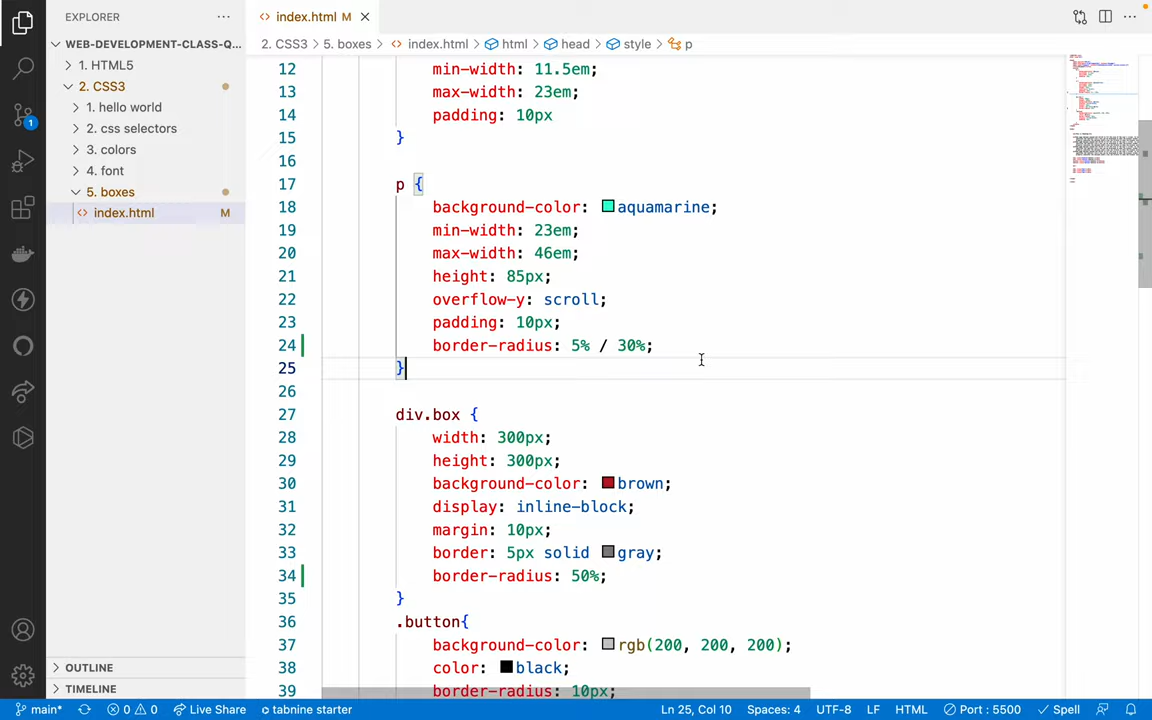 EXPLORER
index.html M
WEB-DEVELOPMENT-CLASS-Q...
2. CSS3 > 5. boxes > index.html > html > head > style > p
1. HTML5
2. CSS3
1. hello world
2. css selectors
3. colors
4. font
5. boxes
index.html M
1
12 min-width: 11.5em;
13 max-width: 23em;
14 padding: 10px
15 }
16
17 p {
18 background-color: aquamarine;
19 min-width: 23em;
20 max-width: 46em;
21 height: 85px;
22 overflow-y: scroll;
23 padding: 10px;
24 border-radius: 5% / 30%;
25 }
26
27 div.box {
28 width: 300px;
29 height: 300px;
30 background-color: brown;
31 display: inline-block;
32 margin: 10px;
33 border: 5px solid gray;
34 border-radius: 50%;
35 }
36 .button{
37 background-color: rgb(200, 200, 200);
38 color: black;
39 border-radius: 10px;
OUTLINE
TIMELINE
main* 0 0 Live Share tabnine starter Ln 25, Col 10 Spaces: 4 UTF-8 LF HTML Port : 5500 Spell